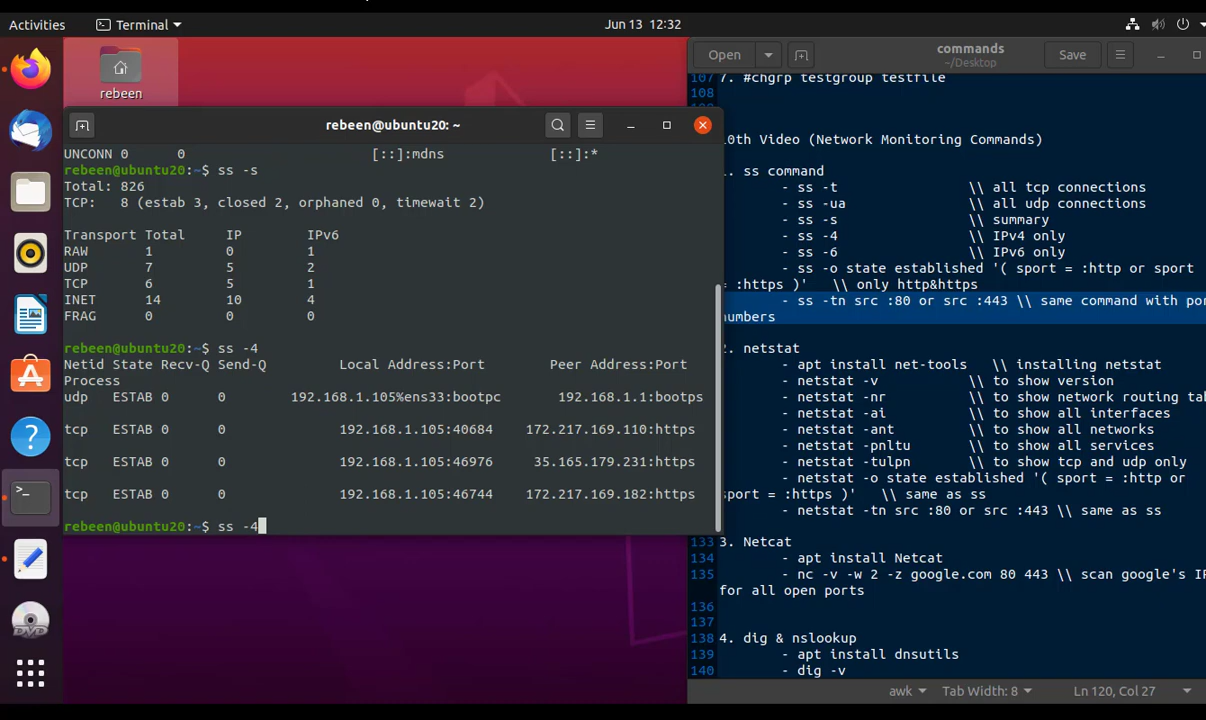 Activities
Terminal
Jun 13 12:32
rebeen
rebeen@ubuntu20: ~
UNCONN 0 0 [::]:mdns [::]:*
rebeen@ubuntu20:~$ ss -s
Total: 826
TCP: 8 (estab 3, closed 2, orphaned 0, timewait 2)
Transport Total IP IPv6
RAW 1 0 1
UDP 7 5 2
TCP 6 5 1
INET 14 10 4
FRAG 0 0 0
rebeen@ubuntu20:~$ ss -4
Netid State Recv-Q Send-Q Local Address:Port Peer Address:Port
Process
udp ESTAB 0 0 192.168.1.105%ens33:bootpc 192.168.1.1:bootps
tcp ESTAB 0 0 192.168.1.105:40684 172.217.169.110:https
tcp ESTAB 0 0 192.168.1.105:46976 35.165.179.231:https
tcp ESTAB 0 0 192.168.1.105:46744 172.217.169.182:https
rebeen@ubuntu20:~$ ss -4
Open
commands
~/Desktop
Save
107 7. #chgrp testgroup testfile
108
0th Video (Network Monitoring Commands)
. ss command
- ss -t \\ all tcp connections
- ss -ua \\ all udp connections
- ss -s \\ summary
- ss -4 \\ IPv4 only
- ss -6 \\ IPv6 only
- ss -o state established '( sport = :http or sport
= :https )' \\ only http&https
- ss -tn src :80 or src :443 \\ same command with por
umbers
. netstat
- apt install net-tools \\ installing netstat
- netstat -v \\ to show version
- netstat -nr \\ to show network routing tab
- netstat -ai \\ to show all interfaces
- netstat -ant \\ to show all networks
- netstat -pnltu \\ to show all services
- netstat -tulpn \\ to show tcp and udp only
- netstat -o state established '( sport = :http or
sport = :https )' \\ same as ss
- netstat -tn src :80 or src :443 \\ same as ss
133 3. Netcat
134 - apt install Netcat
135 - nc -v -w 2 -z google.com 80 443 \\ scan google's IP
for all open ports
136
137
138 4. dig & nslookup
139 - apt install dnsutils
140 - dig -v
awk
Tab Width: 8
Ln 120, Col 27